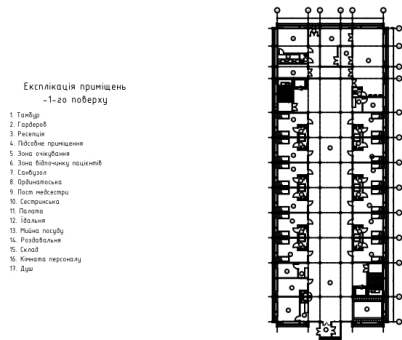 Експлікація приміщень
-1-го поверху
1. Тамбур
2. Гардероб
3. Рецепція
4. Підсобне приміщення
5. Зона очікування
6. Зона відпочинку пацієнтів
7. Санвузол
8. Ординаторська
9. Пост медсестри
10. Сестринська
11. Палата
12. Їдальня
13. Мийна посуду
14. Роздавальня
15. Склад
16. Кімната персоналу
17. Душ